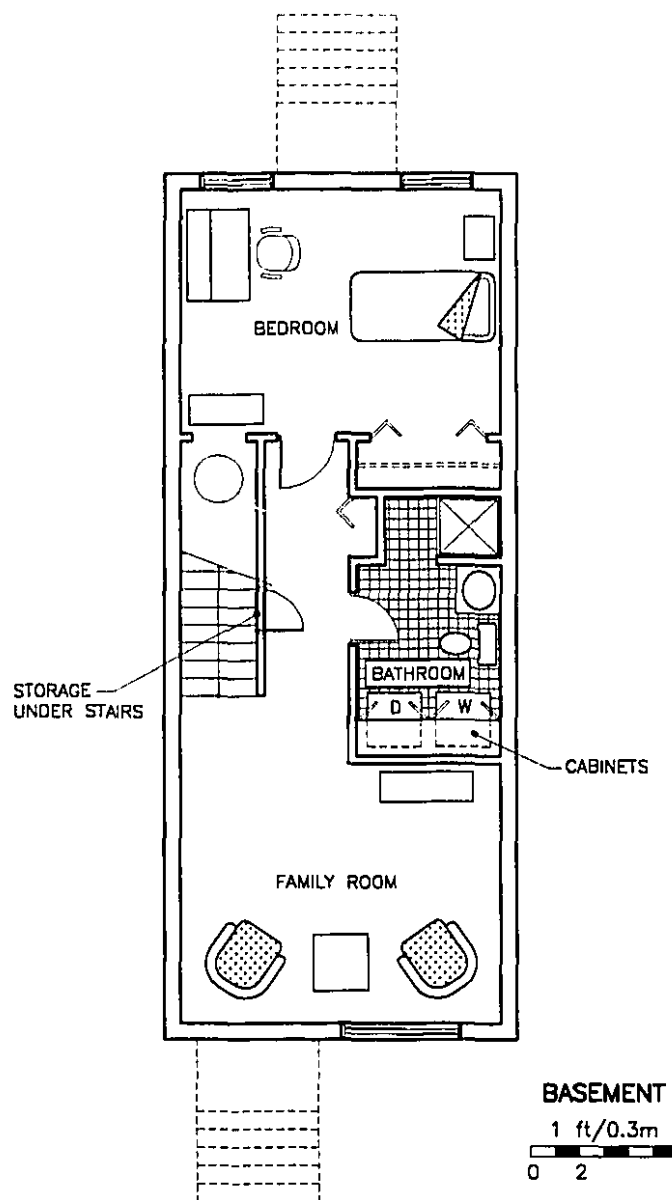 BEDROOM
STORAGE
UNDER STAIRS
BATHROOM
D
W
CABINETS
FAMILY ROOM
BASEMENT
1 ft/0.3m
0 2